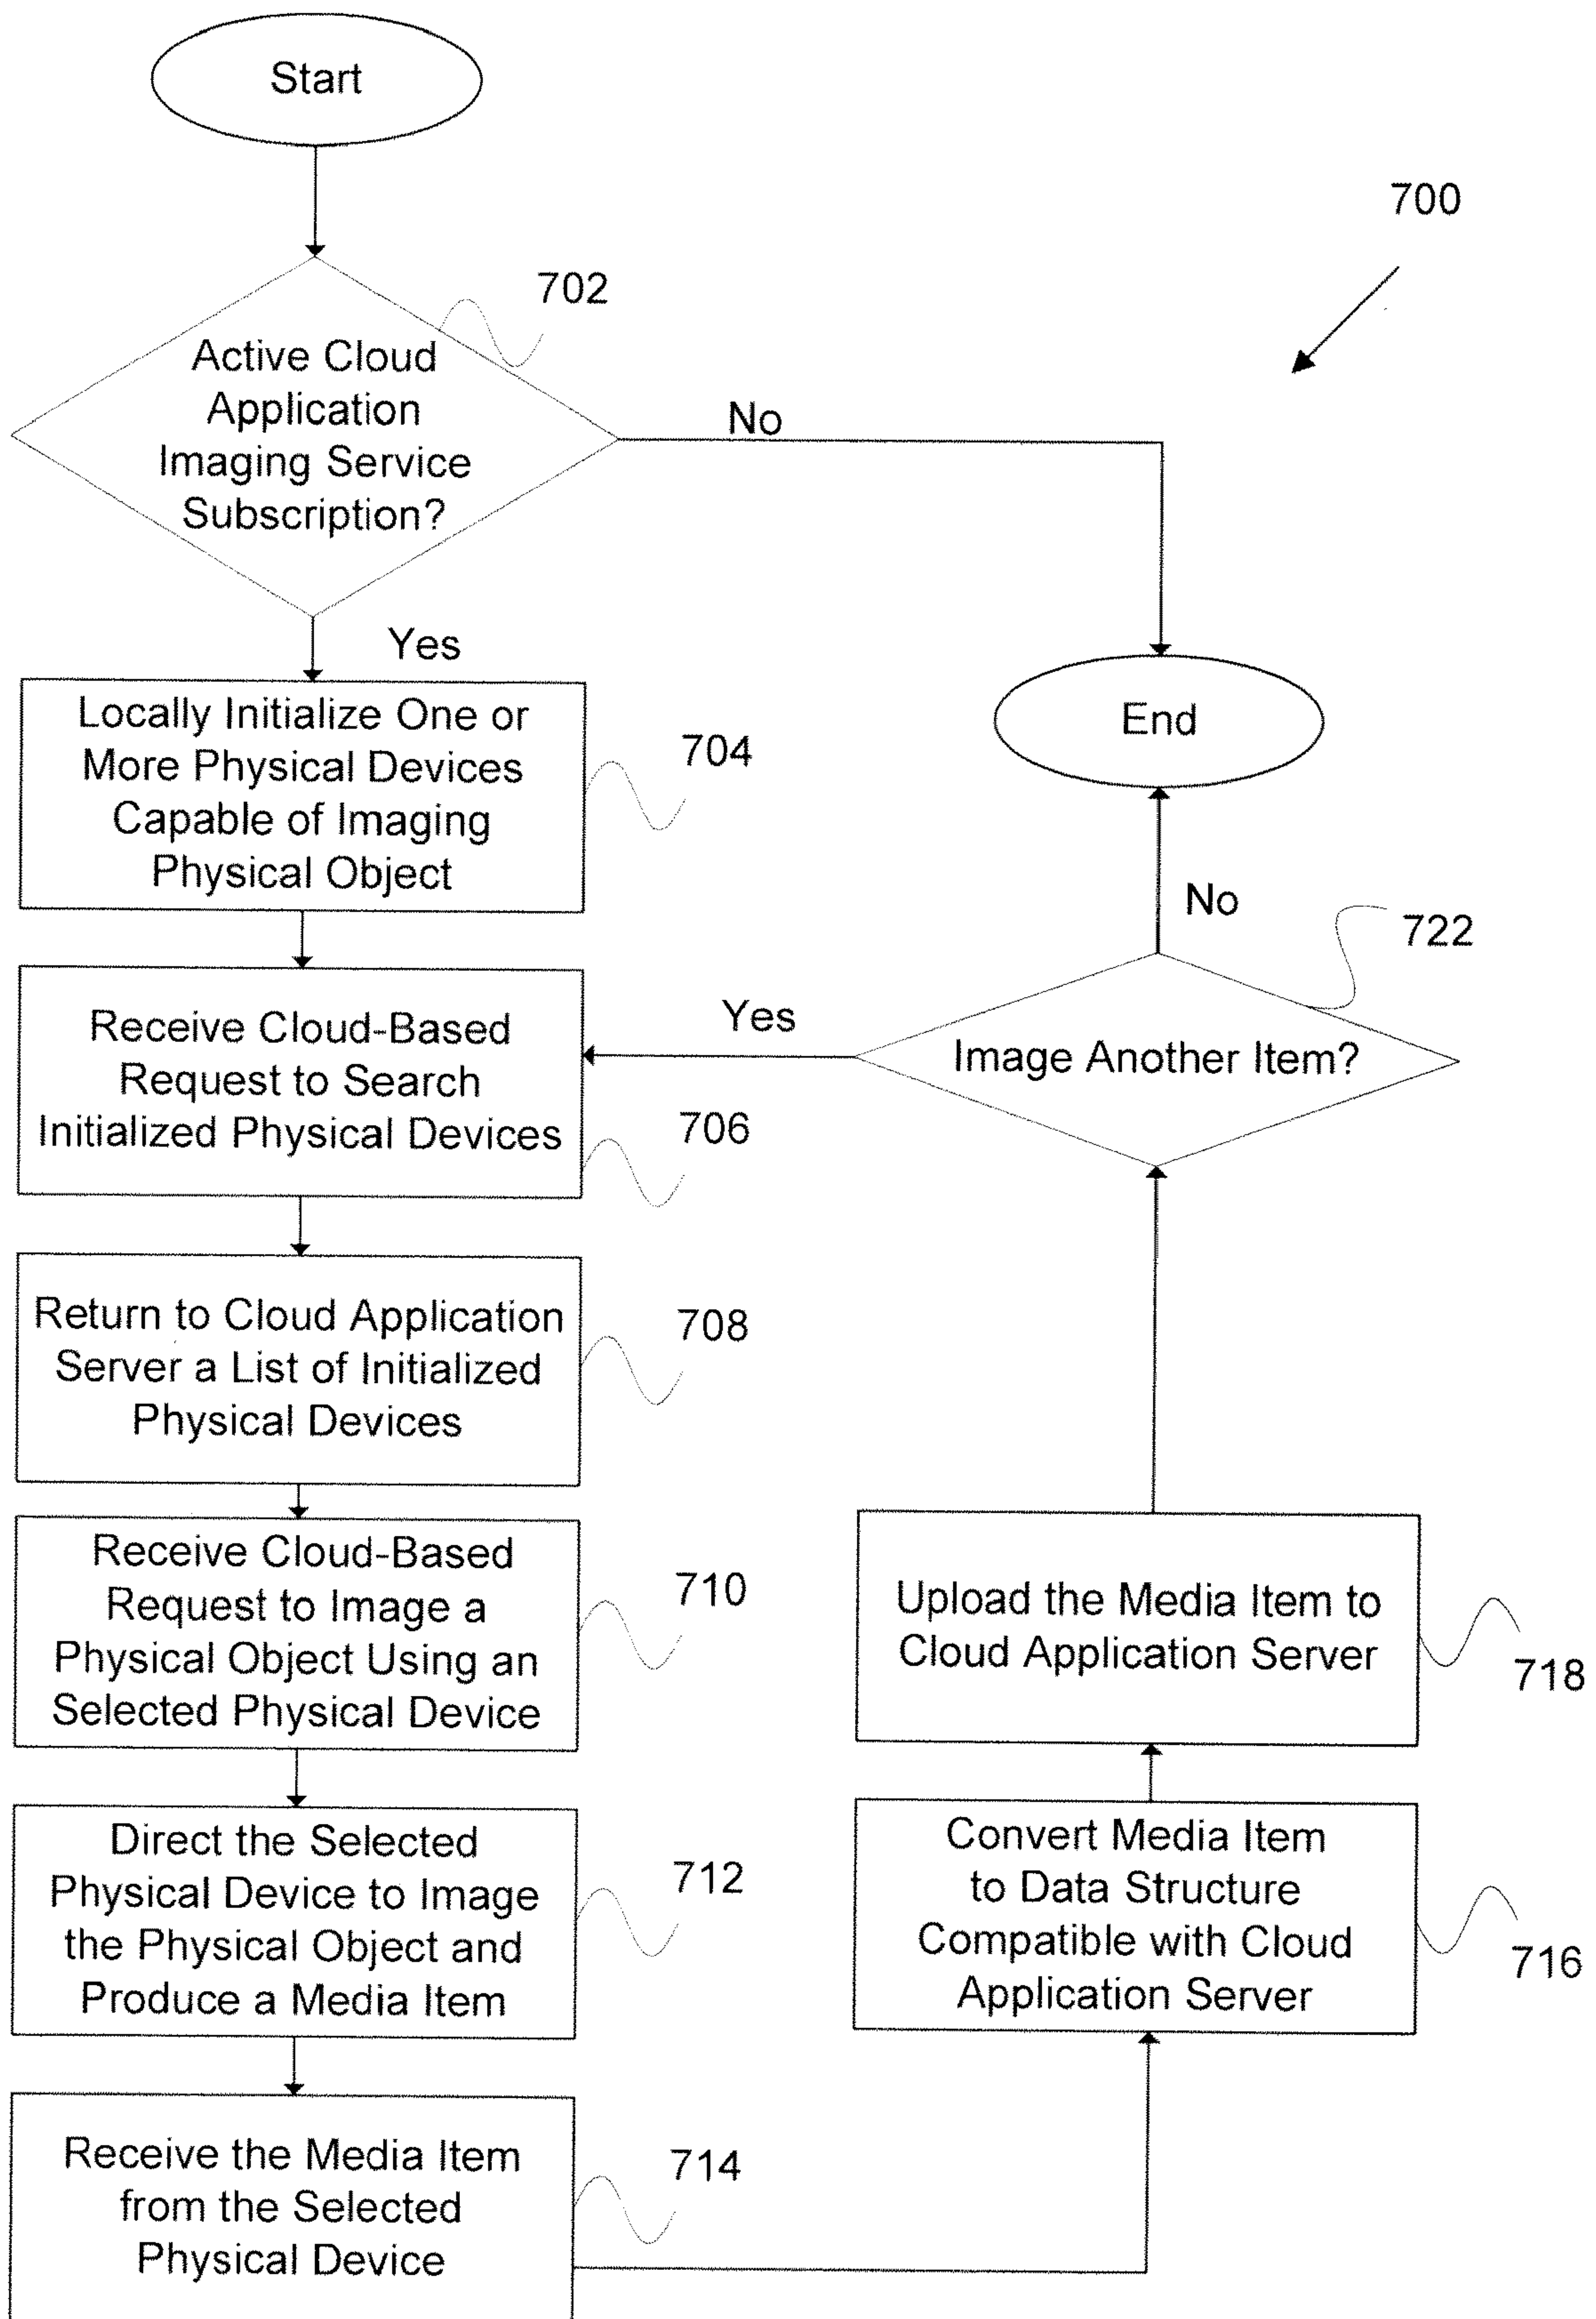 Start
700
702
Active Cloud
Application
Imaging Service
Subscription?
No
Yes
Locally Initialize One or
More Physical Devices
Capable of Imaging
Physical Object
704
End
No
722
Receive Cloud-Based
Request to Search
Initialized Physical Devices
706
Yes
Image Another Item?
Return to Cloud Application
Server a List of Initialized
Physical Devices
708
Receive Cloud-Based
Request to Image a
Physical Object Using an
Selected Physical Device
710
Direct the Selected
Physical Device to Image
the Physical Object and
Produce a Media Item
712
Receive the Media Item
from the Selected
Physical Device
714
Convert Media Item
to Data Structure
Compatible with Cloud
Application Server
716
Upload the Media Item to
Cloud Application Server
718